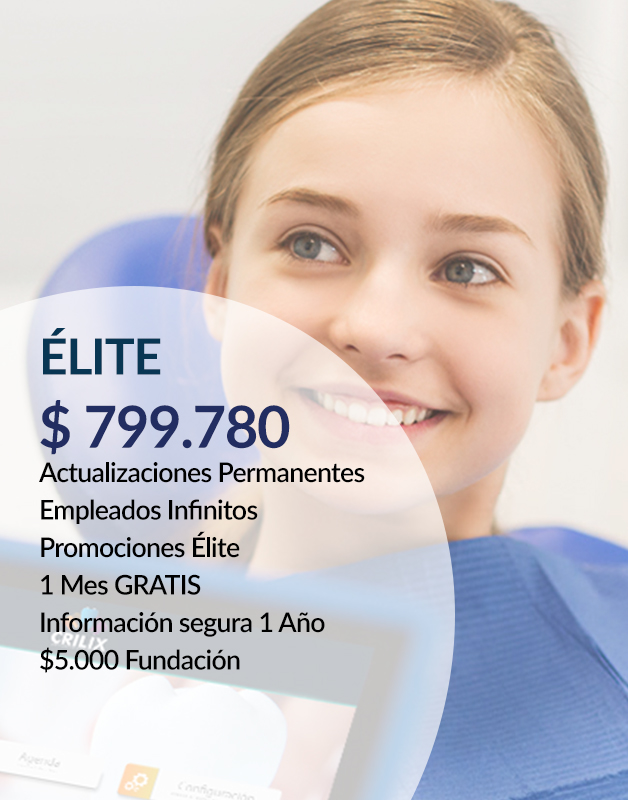 ÉLITE
$ 799.780
Actualizaciones Permanentes
Empleados Infinitos
Promociones Élite
1 Mes GRATIS
Información segura 1 Año
CRILIX
$5.000 Fundación
Agenda
Configuración